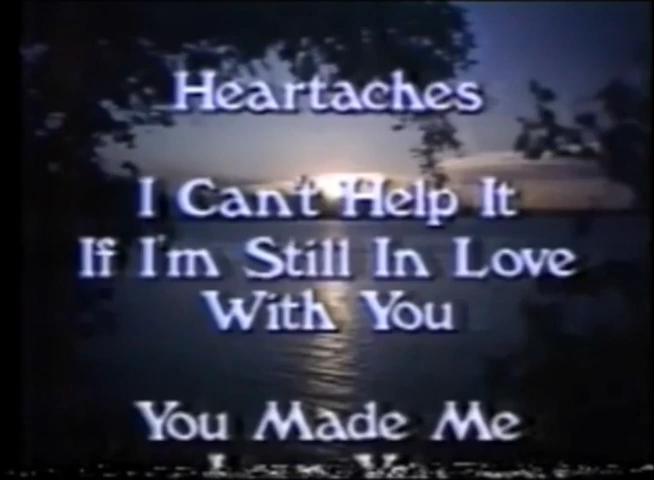 Heartaches
I Can't Help It
If I'm Still In Love
With You
You Made Me